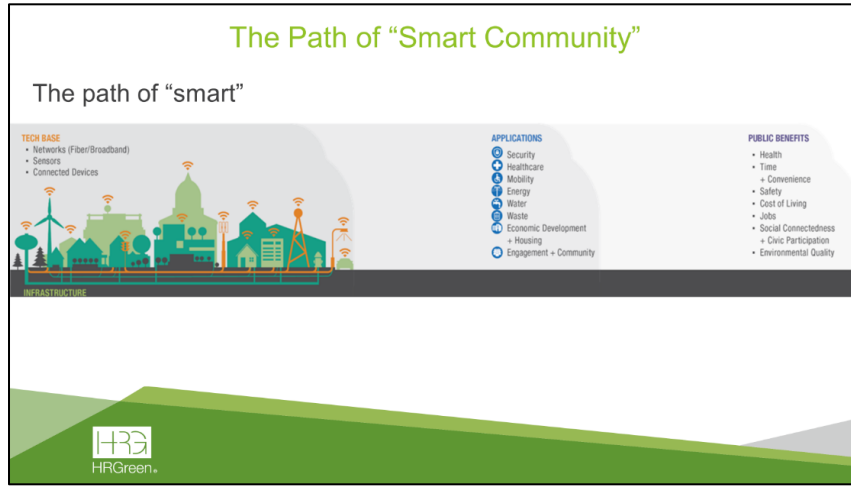 The Path of “Smart Community”
The path of “smart”
TECH BASE
• Networks (Fiber/Broadband)
• Sensors
• Connected Devices
INFRASTRUCTURE
APPLICATIONS
Security
Healthcare
Mobility
Energy
Water
Waste
Economic Development
+ Housing
Engagement + Community
PUBLIC BENEFITS
• Health
• Time
+ Convenience
• Safety
• Cost of Living
• Jobs
• Social Connectedness
+ Civic Participation
• Environmental Quality
HRG
HRGreen®